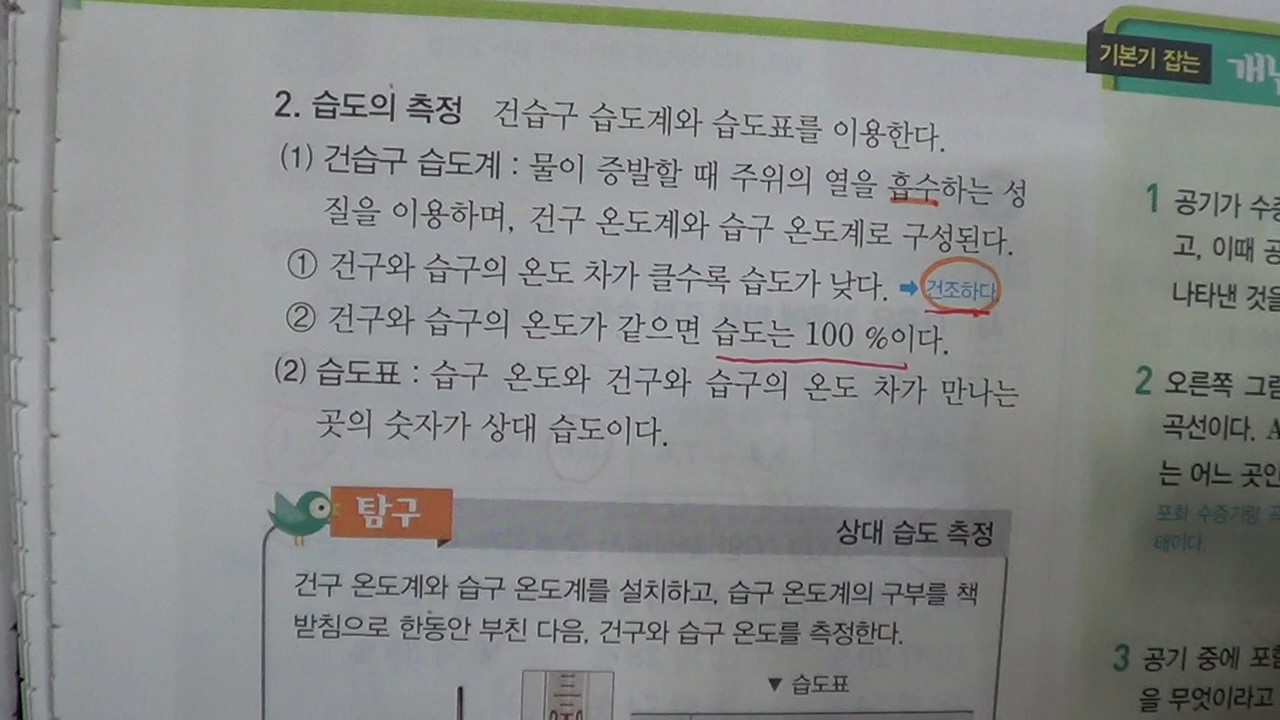 2. 습도의 측정 건습구 습도계와 습도표를 이용한다.
(1) 건습구 습도계 : 물이 증발할 때 주위의 열을 흡수하는 성
질을 이용하며, 건구 온도계와 습구 온도계로 구성된다.
① 건구와 습구의 온도 차가 클수록 습도가 낮다. ➡ 건조하다
② 건구와 습구의 온도가 같으면 습도는 100 %이다.
(2) 습도표 : 습구 온도와 건구와 습구의 온도 차가 만나는
곳의 숫자가 상대 습도이다.
탐구
상대 습도 측정
건구 온도계와 습구 온도계를 설치하고, 습구 온도계의 구부를 책
받침으로 한동안 부친 다음, 건구와 습구 온도를 측정한다.
▼ 습도표
기본기 잡는
1 공기가
고, 이때
나타낸 것을
2 오른쪽
곡선이다. A
는 어느
포화 수증기량
태이다.
3 공기 중에
을 무엇이라고